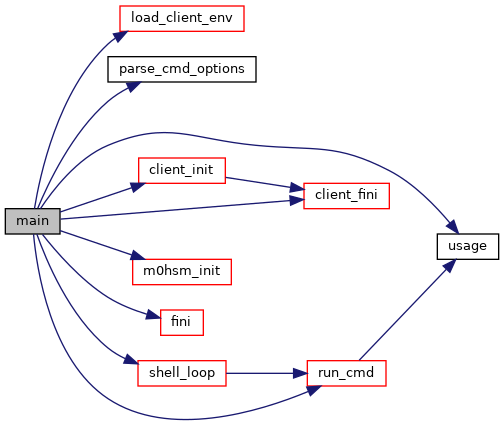 load_client_env
parse_cmd_options
client_init
client_fini
main
usage
m0hsm_init
fini
shell_loop
run_cmd